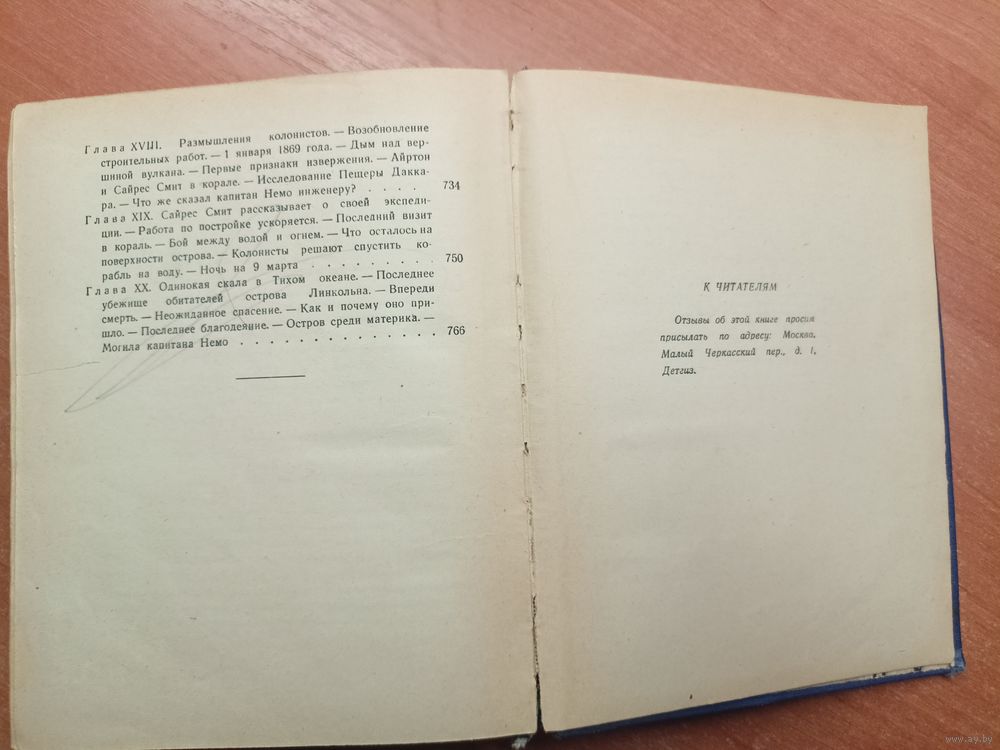 Глава XVIII. Размышления колонистов. — Возобновление
строительных работ. — 1 января 1869 года. — Дым над вер-
шиной вулкана. — Первые признаки извержения. — Айртон
и Сайрес Смит в корале. — Исследование Пещеры Дакка-
ра. — Что же сказал капитан Немо инженеру? . . . . 734
Глава XIX. Сайрес Смит рассказывает о своей экспеди-
ции. — Работа по постройке ускоряется. — Последний визит
в кораль. — Бой между водой и огнем. — Что осталось на
поверхности острова. — Колонисты решают спустить ко-
рабль на воду. — Ночь на 9 марта . . . . . . . . . 750
Глава XX. Одинокая скала в Тихом океане. — Последнее
убежище обитателей острова Линкольна. — Впереди
смерть. — Неожиданное спасение. — Как и почему оно при-
шло. — Последнее благодеяние. — Остров среди материка. —
Могила капитана Немо . . . . . . . . . . . . . 766
К ЧИТАТЕЛЯМ
Отзывы об этой книге просим
присылать по адресу: Москва,
Малый Черкасский пер., д. 1,
Детгиз.
www.ay.by